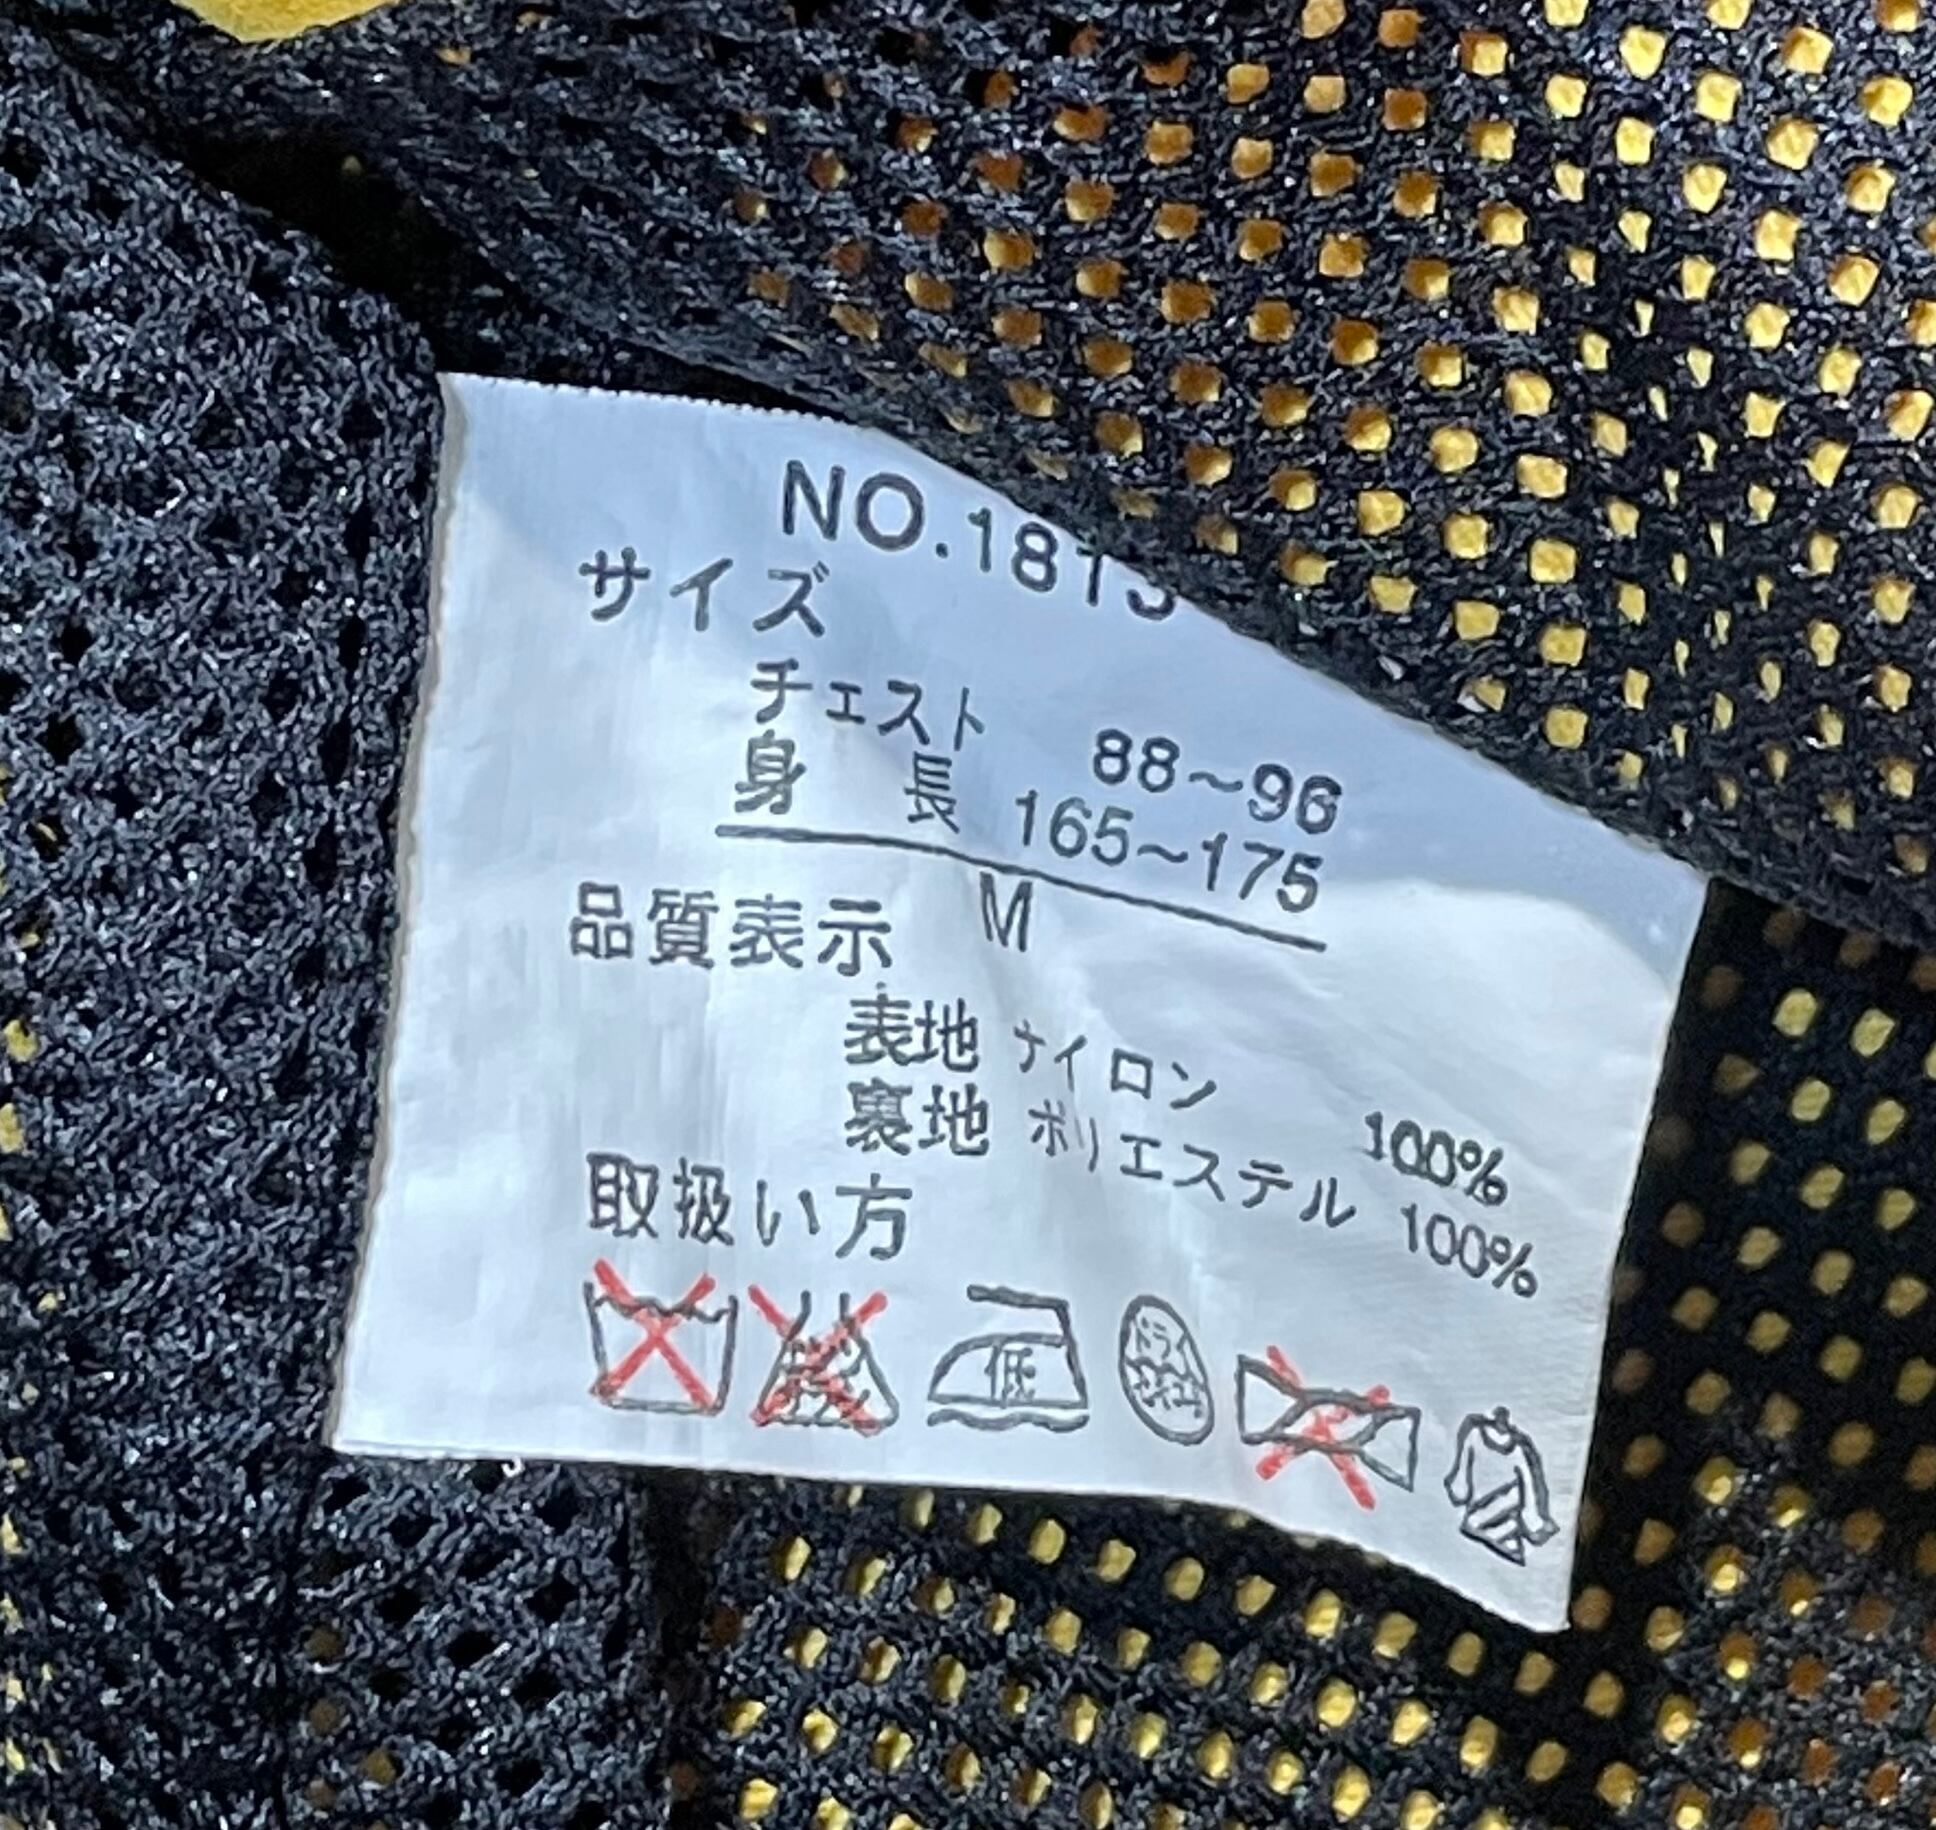 NO.181
サイズ
チェスト 88~96
身長 165~175
M
品質表示
表地 ナイロン 100%
裏地 ポリエステル 100%
取扱い方
低
ドライ